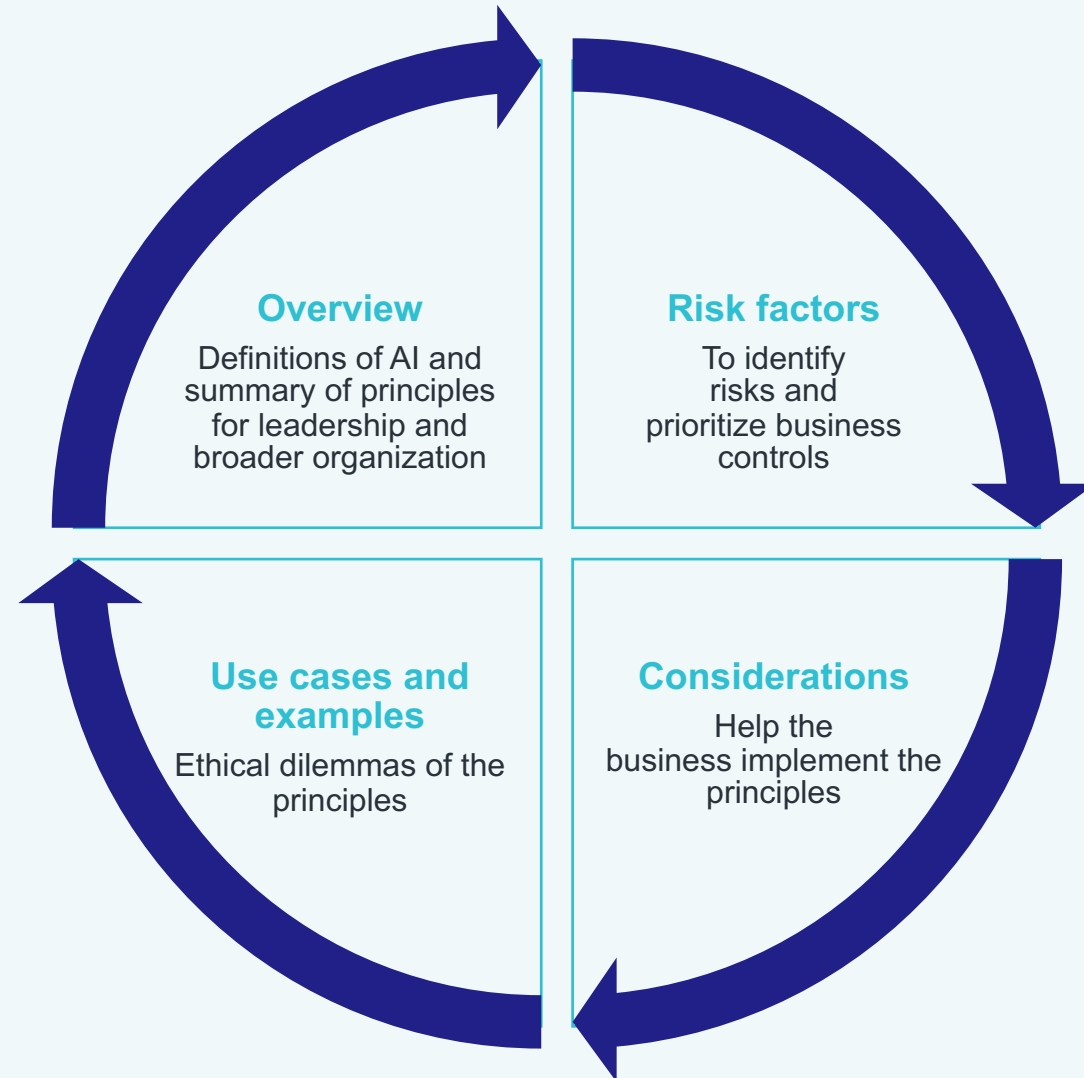 Overview
Definitions of AI and
summary of principles
for leadership and
broader organization
Risk factors
To identify
risks and
prioritize business
controls
Use cases and
examples
Ethical dilemmas of the
principles
Considerations
Help the
business implement the
principles